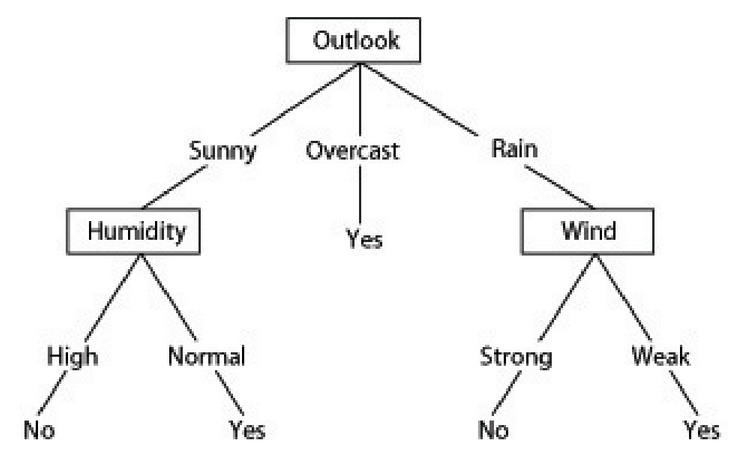 Outlook
Sunny Overcast Rain
Humidity Yes Wind
High Normal Strong Weak
No Yes No Yes